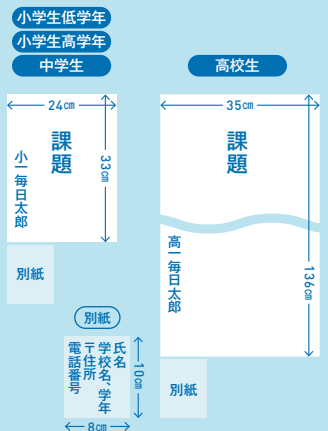 小学生低学年
小学生高学年
中学生
24cm
課題
33cm
小一毎日太郎
別紙
高校生
35cm
課題
136cm
高一毎日太郎
別紙
別紙
氏名
学校名、学年
〒住所
電話番号
10cm
8cm